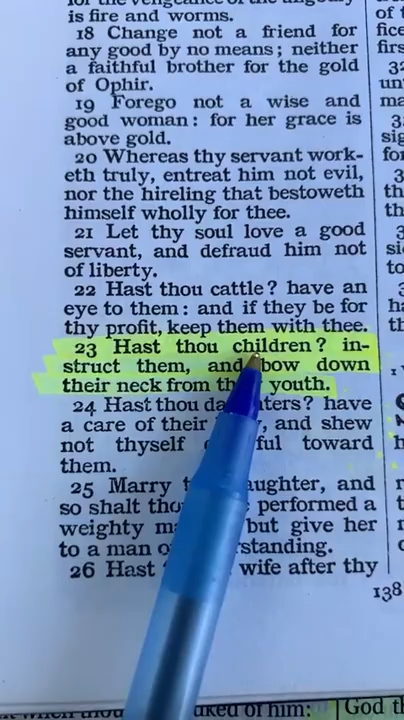 is fire and worms.
18 Change not a friend for
any good by no means; neither
a faithful brother for the gold
of Ophir.
19 Forego not a wise and
good woman: for her grace is
above gold.
20 Whereas thy servant work-
eth truly, entreat him not evil,
nor the hireling that bestoweth
himself wholly for thee.
21 Let thy soul love a good
servant, and defraud him not
of liberty.
22 Hast thou cattle? have an
eye to them: and if they be for
thy profit, keep them with thee.
23 Hast thou children? in-
struct them, and bow down
their neck from youth.
24 Hast thou da ters? have
a care of their , and shew
not thyself ful toward
them.
25 Marry t aughter, and
so shalt tho performed a
weighty m but give her
to a man o rstanding.
26 Hast wife after thy
138
of him:
God t